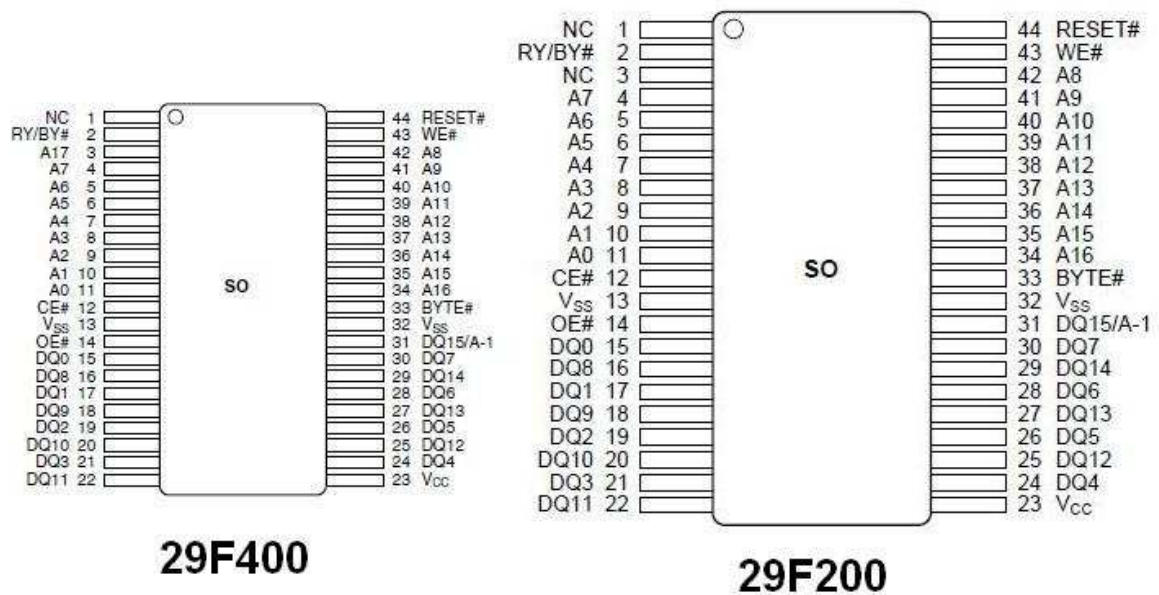 NC 1 44 RESET#
RY/BY# 2 43 WE#
A17 3 42 A8
A7 4 41 A9
A6 5 40 A10
A5 6 39 A11
A4 7 38 A12
A3 8 37 A13
A2 9 36 A14
A1 10 35 A15
A0 11 34 A16
CE# 12 33 BYTE#
VSS 13 32 VSS
OE# 14 31 DQ15/A-1
DQ0 15 30 DQ7
DQ8 16 29 DQ14
DQ1 17 28 DQ6
DQ9 18 27 DQ13
DQ2 19 26 DQ5
DQ10 20 25 DQ12
DQ3 21 24 DQ4
DQ11 22 23 VCC
SO
29F400
NC 1 44 RESET#
RY/BY# 2 43 WE#
NC 3 42 A8
A7 4 41 A9
A6 5 40 A10
A5 6 39 A11
A4 7 38 A12
A3 8 37 A13
A2 9 36 A14
A1 10 35 A15
A0 11 34 A16
CE# 12 33 BYTE#
VSS 13 32 VSS
OE# 14 31 DQ15/A-1
DQ0 15 30 DQ7
DQ8 16 29 DQ14
DQ1 17 28 DQ6
DQ9 18 27 DQ13
DQ2 19 26 DQ5
DQ10 20 25 DQ12
DQ3 21 24 DQ4
DQ11 22 23 VCC
SO
29F200